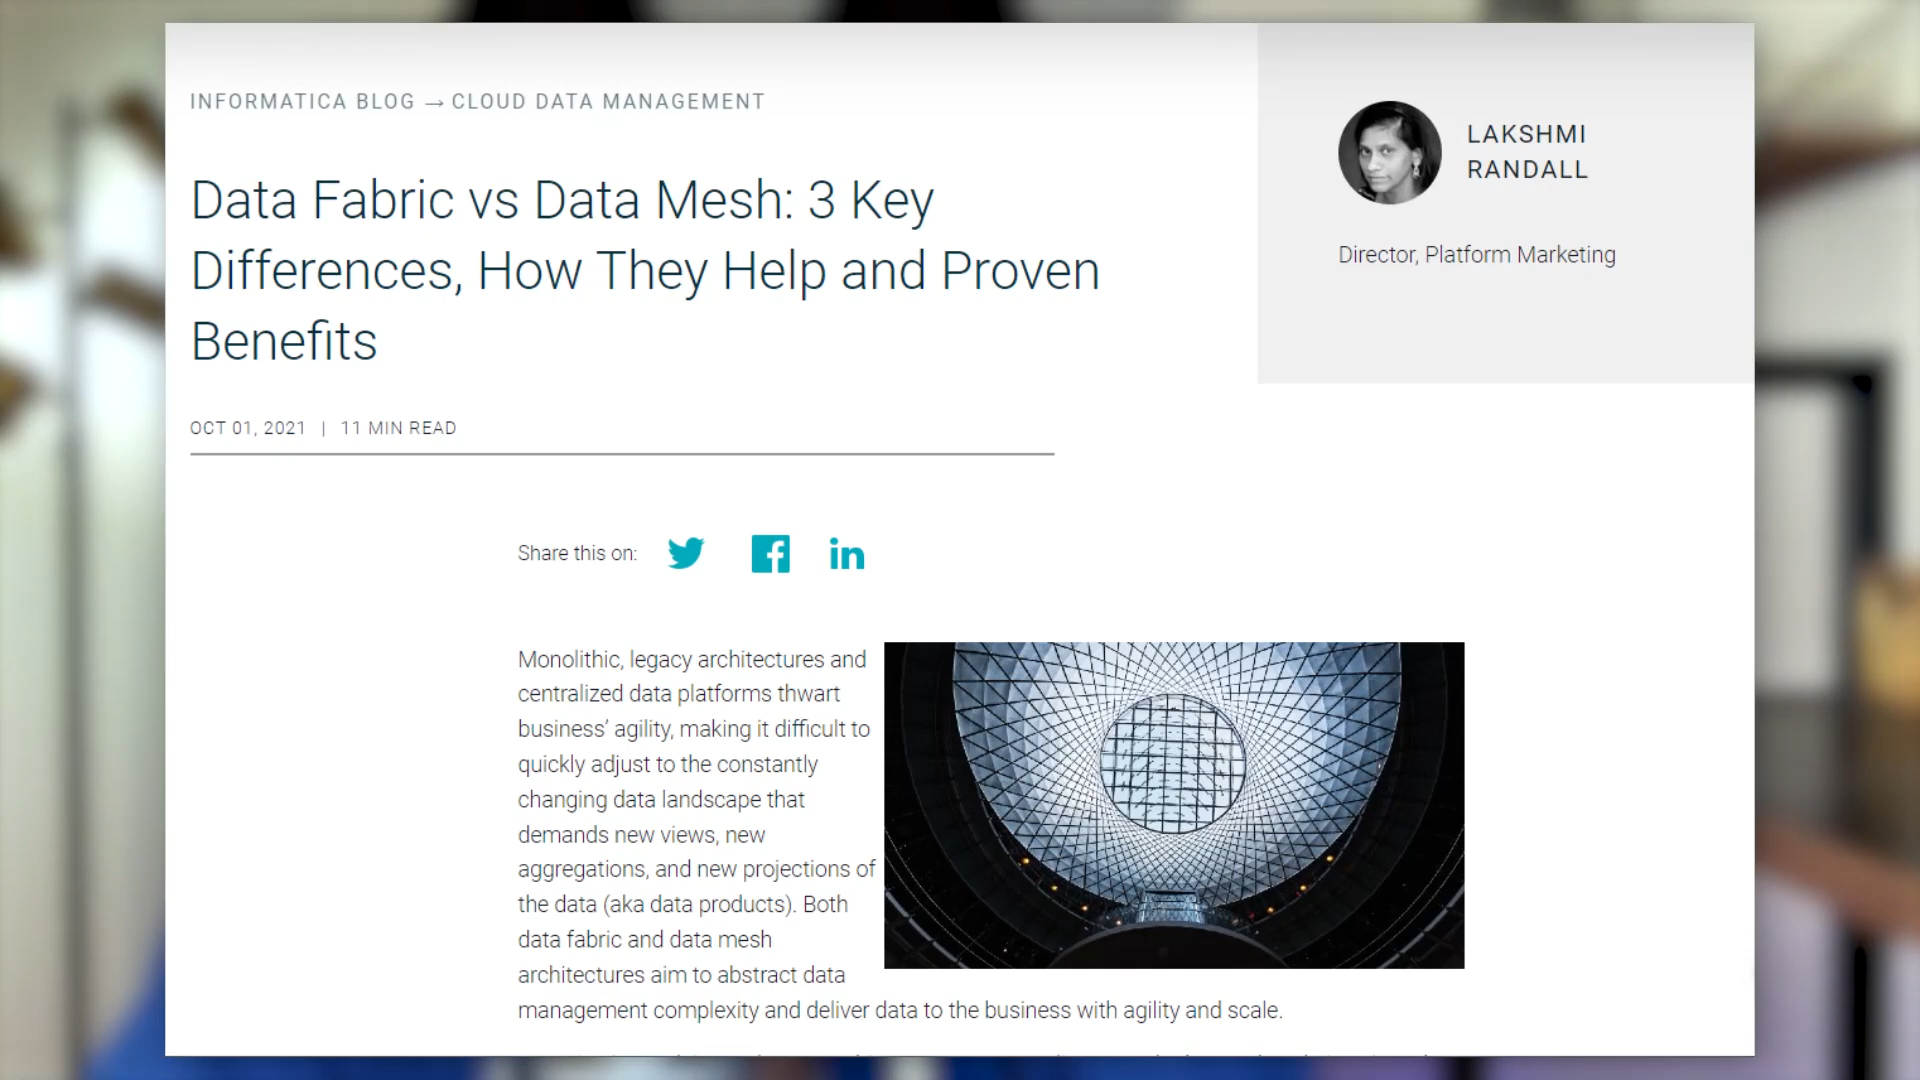 INFORMATICA BLOG → CLOUD DATA MANAGEMENT
Data Fabric vs Data Mesh: 3 Key
Differences, How They Help and Proven
Benefits
OCT 01, 2021 | 11 MIN READ
LAKSHMI
RANDALL
Director, Platform Marketing
Share this on:
Monolithic, legacy architectures and
centralized data platforms thwart
business’ agility, making it difficult to
quickly adjust to the constantly
changing data landscape that
demands new views, new
aggregations, and new projections of
the data (aka data products). Both
data fabric and data mesh
architectures aim to abstract data
management complexity and deliver data to the business with agility and scale.